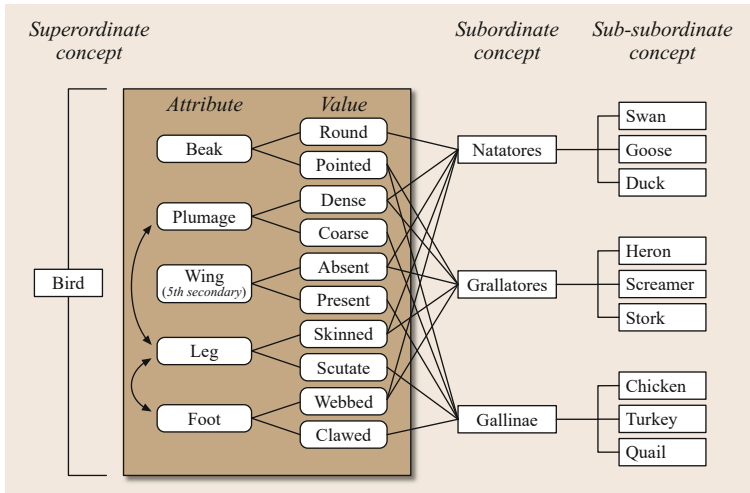 Superordinate
concept
Subordinate
concept
Sub-subordinate
concept
Attribute
Value
Bird
Beak
Plumage
Wing
(5th secondary)
Leg
Foot
Round
Pointed
Dense
Coarse
Absent
Present
Skinned
Scutate
Webbed
Clawed
Natatores
Grallatores
Gallinae
Swan
Goose
Duck
Heron
Screamer
Stork
Chicken
Turkey
Quail